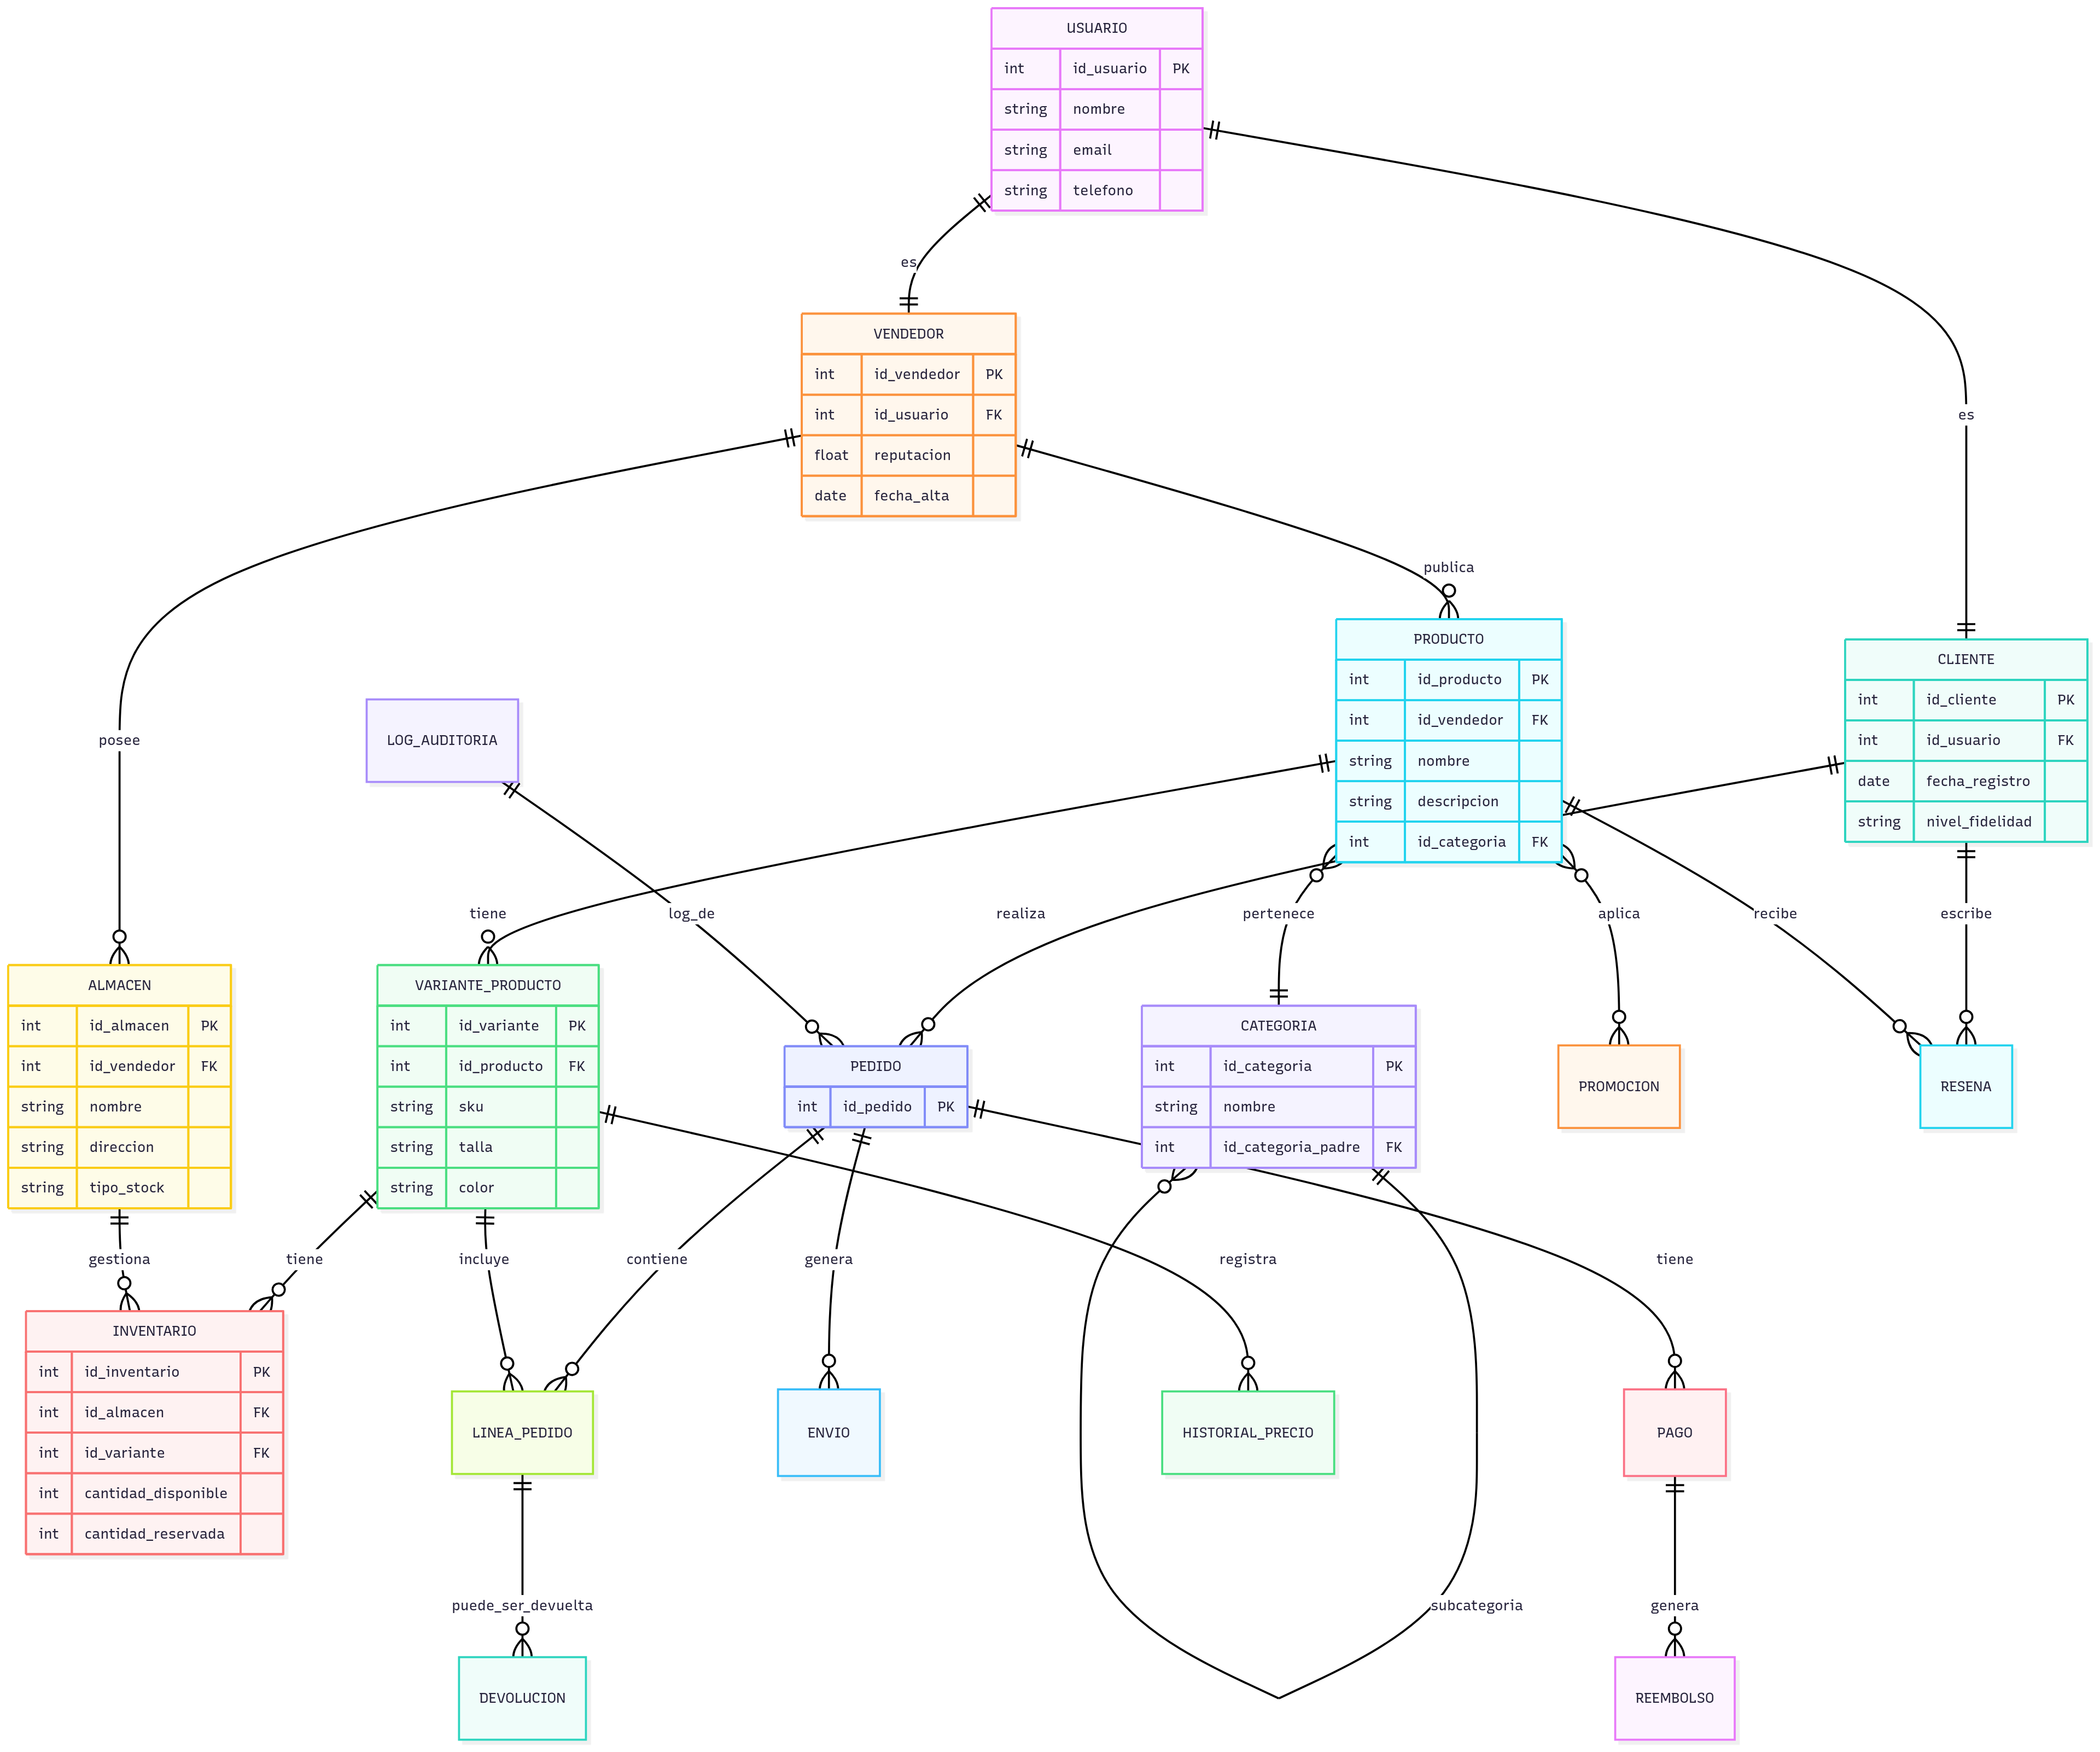 USUARIO
int id_usuario PK
string nombre
string email
string telefono
es
VENDEDOR
int id_vendedor PK
int id_usuario FK
float reputacion
date fecha_alta
es
publica
PRODUCTO
int id_producto PK
int id_vendedor FK
string nombre
string descripcion
int id_categoria FK
CLIENTE
int id_cliente PK
int id_usuario FK
date fecha_registro
string nivel_fidelidad
posee
LOG_AUDITORIA
tiene
log_de
realiza
pertenece
aplica
recibe
escribe
ALMACEN
int id_almacen PK
int id_vendedor FK
string nombre
string direccion
string tipo_stock
VARIANTE_PRODUCTO
int id_variante PK
int id_producto FK
string sku
string talla
string color
PEDIDO
int id_pedido PK
CATEGORIA
int id_categoria PK
string nombre
int id_categoria_padre FK
PROMOCION
RESENA
gestiona
tiene
incluye
contiene
genera
registra
tiene
INVENTARIO
int id_inventario PK
int id_almacen FK
int id_variante FK
int cantidad_disponible
int cantidad_reservada
LINEA_PEDIDO
ENVIO
HISTORIAL_PRECIO
PAGO
puede_ser_devuelta
subcategoria
genera
DEVOLUCION
REEMBOLSO